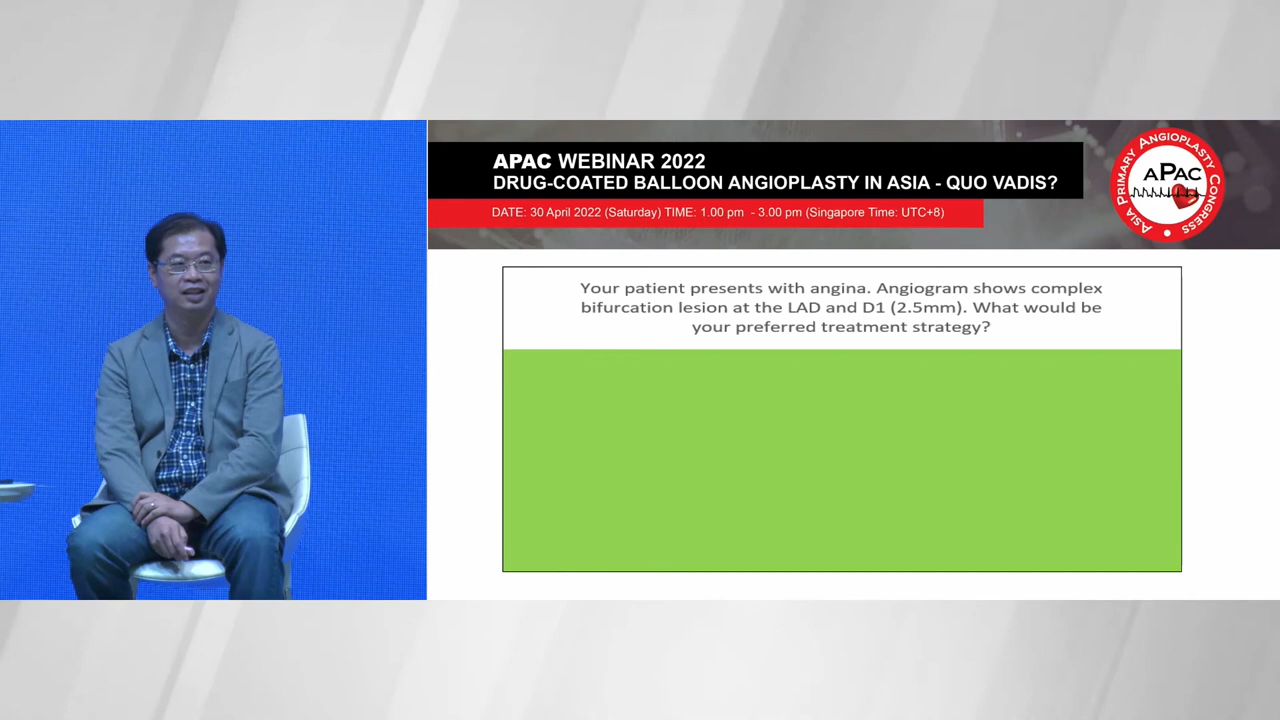 APAC WEBINAR 2022
DRUG-COATED BALLOON ANGIOPLASTY IN ASIA - QUO VADIS?
DATE: 30 April 2022 (Saturday) TIME: 1.00 pm - 3.00 pm (Singapore Time: UTC+8)
ASIA PRIMARY ANGIOPLASTY CONGRESS
APAC
Your patient presents with angina. Angiogram shows complex
bifurcation lesion at the LAD and D1 (2.5mm). What would be
your preferred treatment strategy?